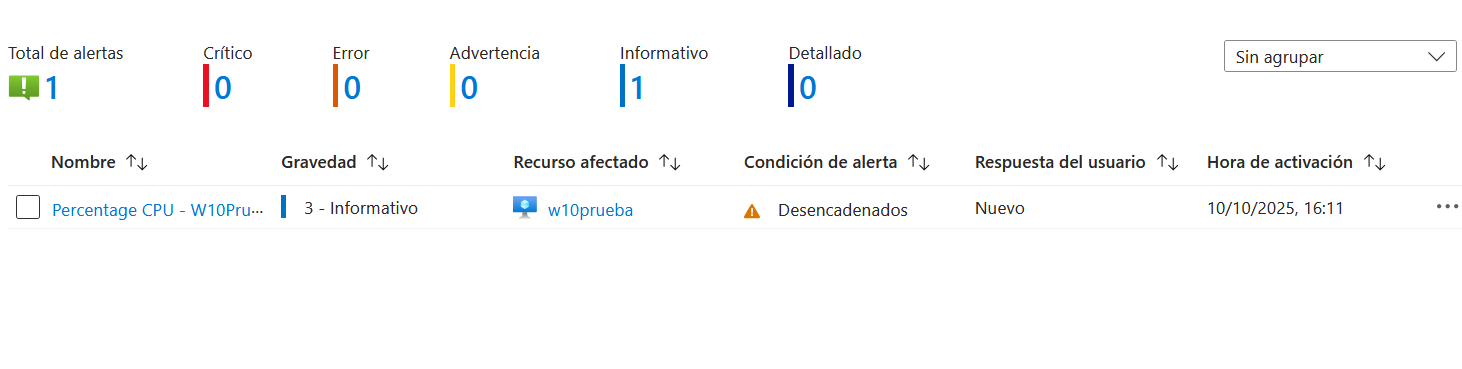 Total de alertas Crítico Error Advertencia Informativo Detallado
1 0 0 0 1 0
Sin agrupar
Nombre Gravedad Recurso afectado Condición de alerta Respuesta del usuario Hora de activación
Percentage CPU - W10Pru... 3 - Informativo w10prueba Desencadenados Nuevo 10/10/2025, 16:11